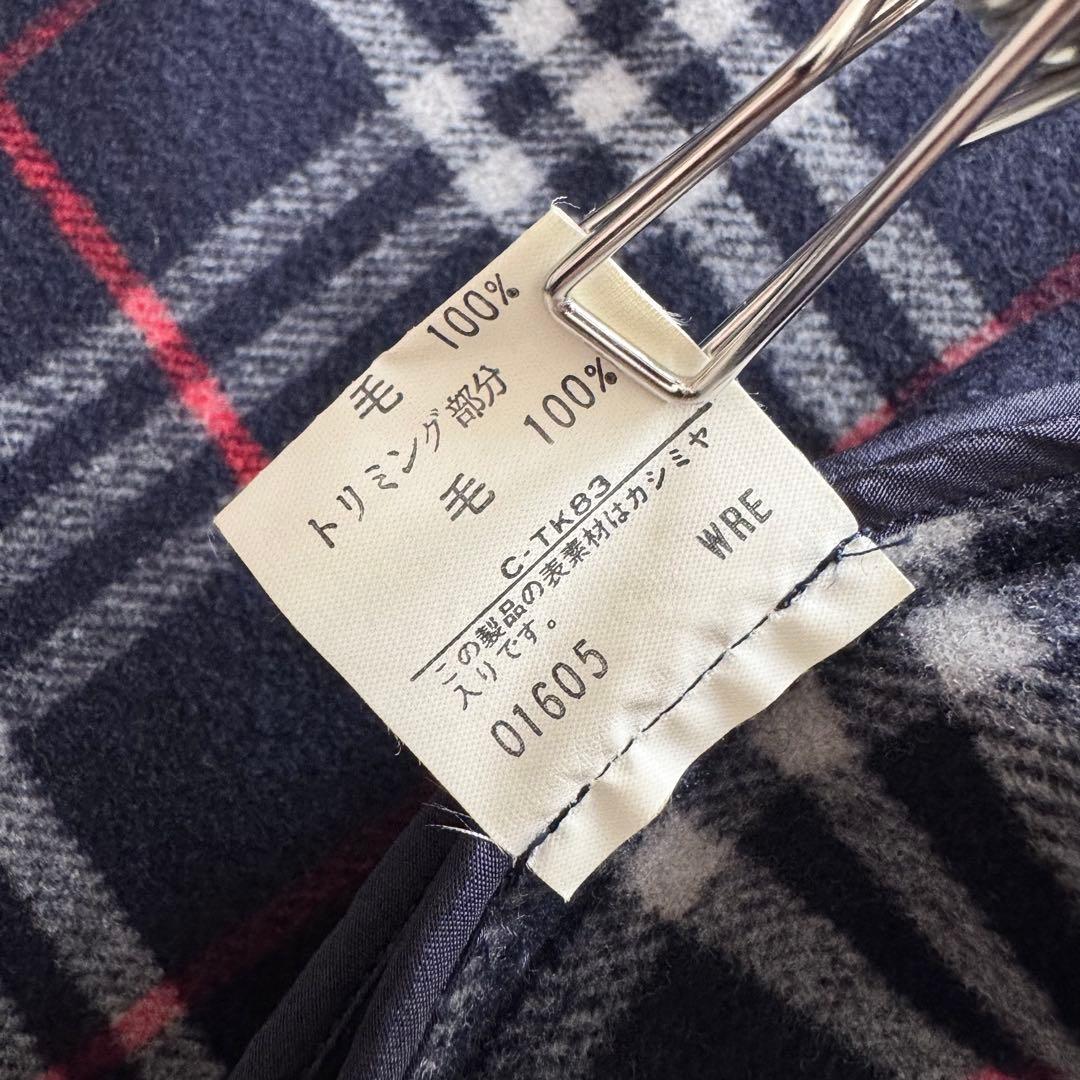 毛 100%
トリミング部分
毛 100%
C-TK83
この製品の表素材はカシミヤ
入りです。
01605 WRE